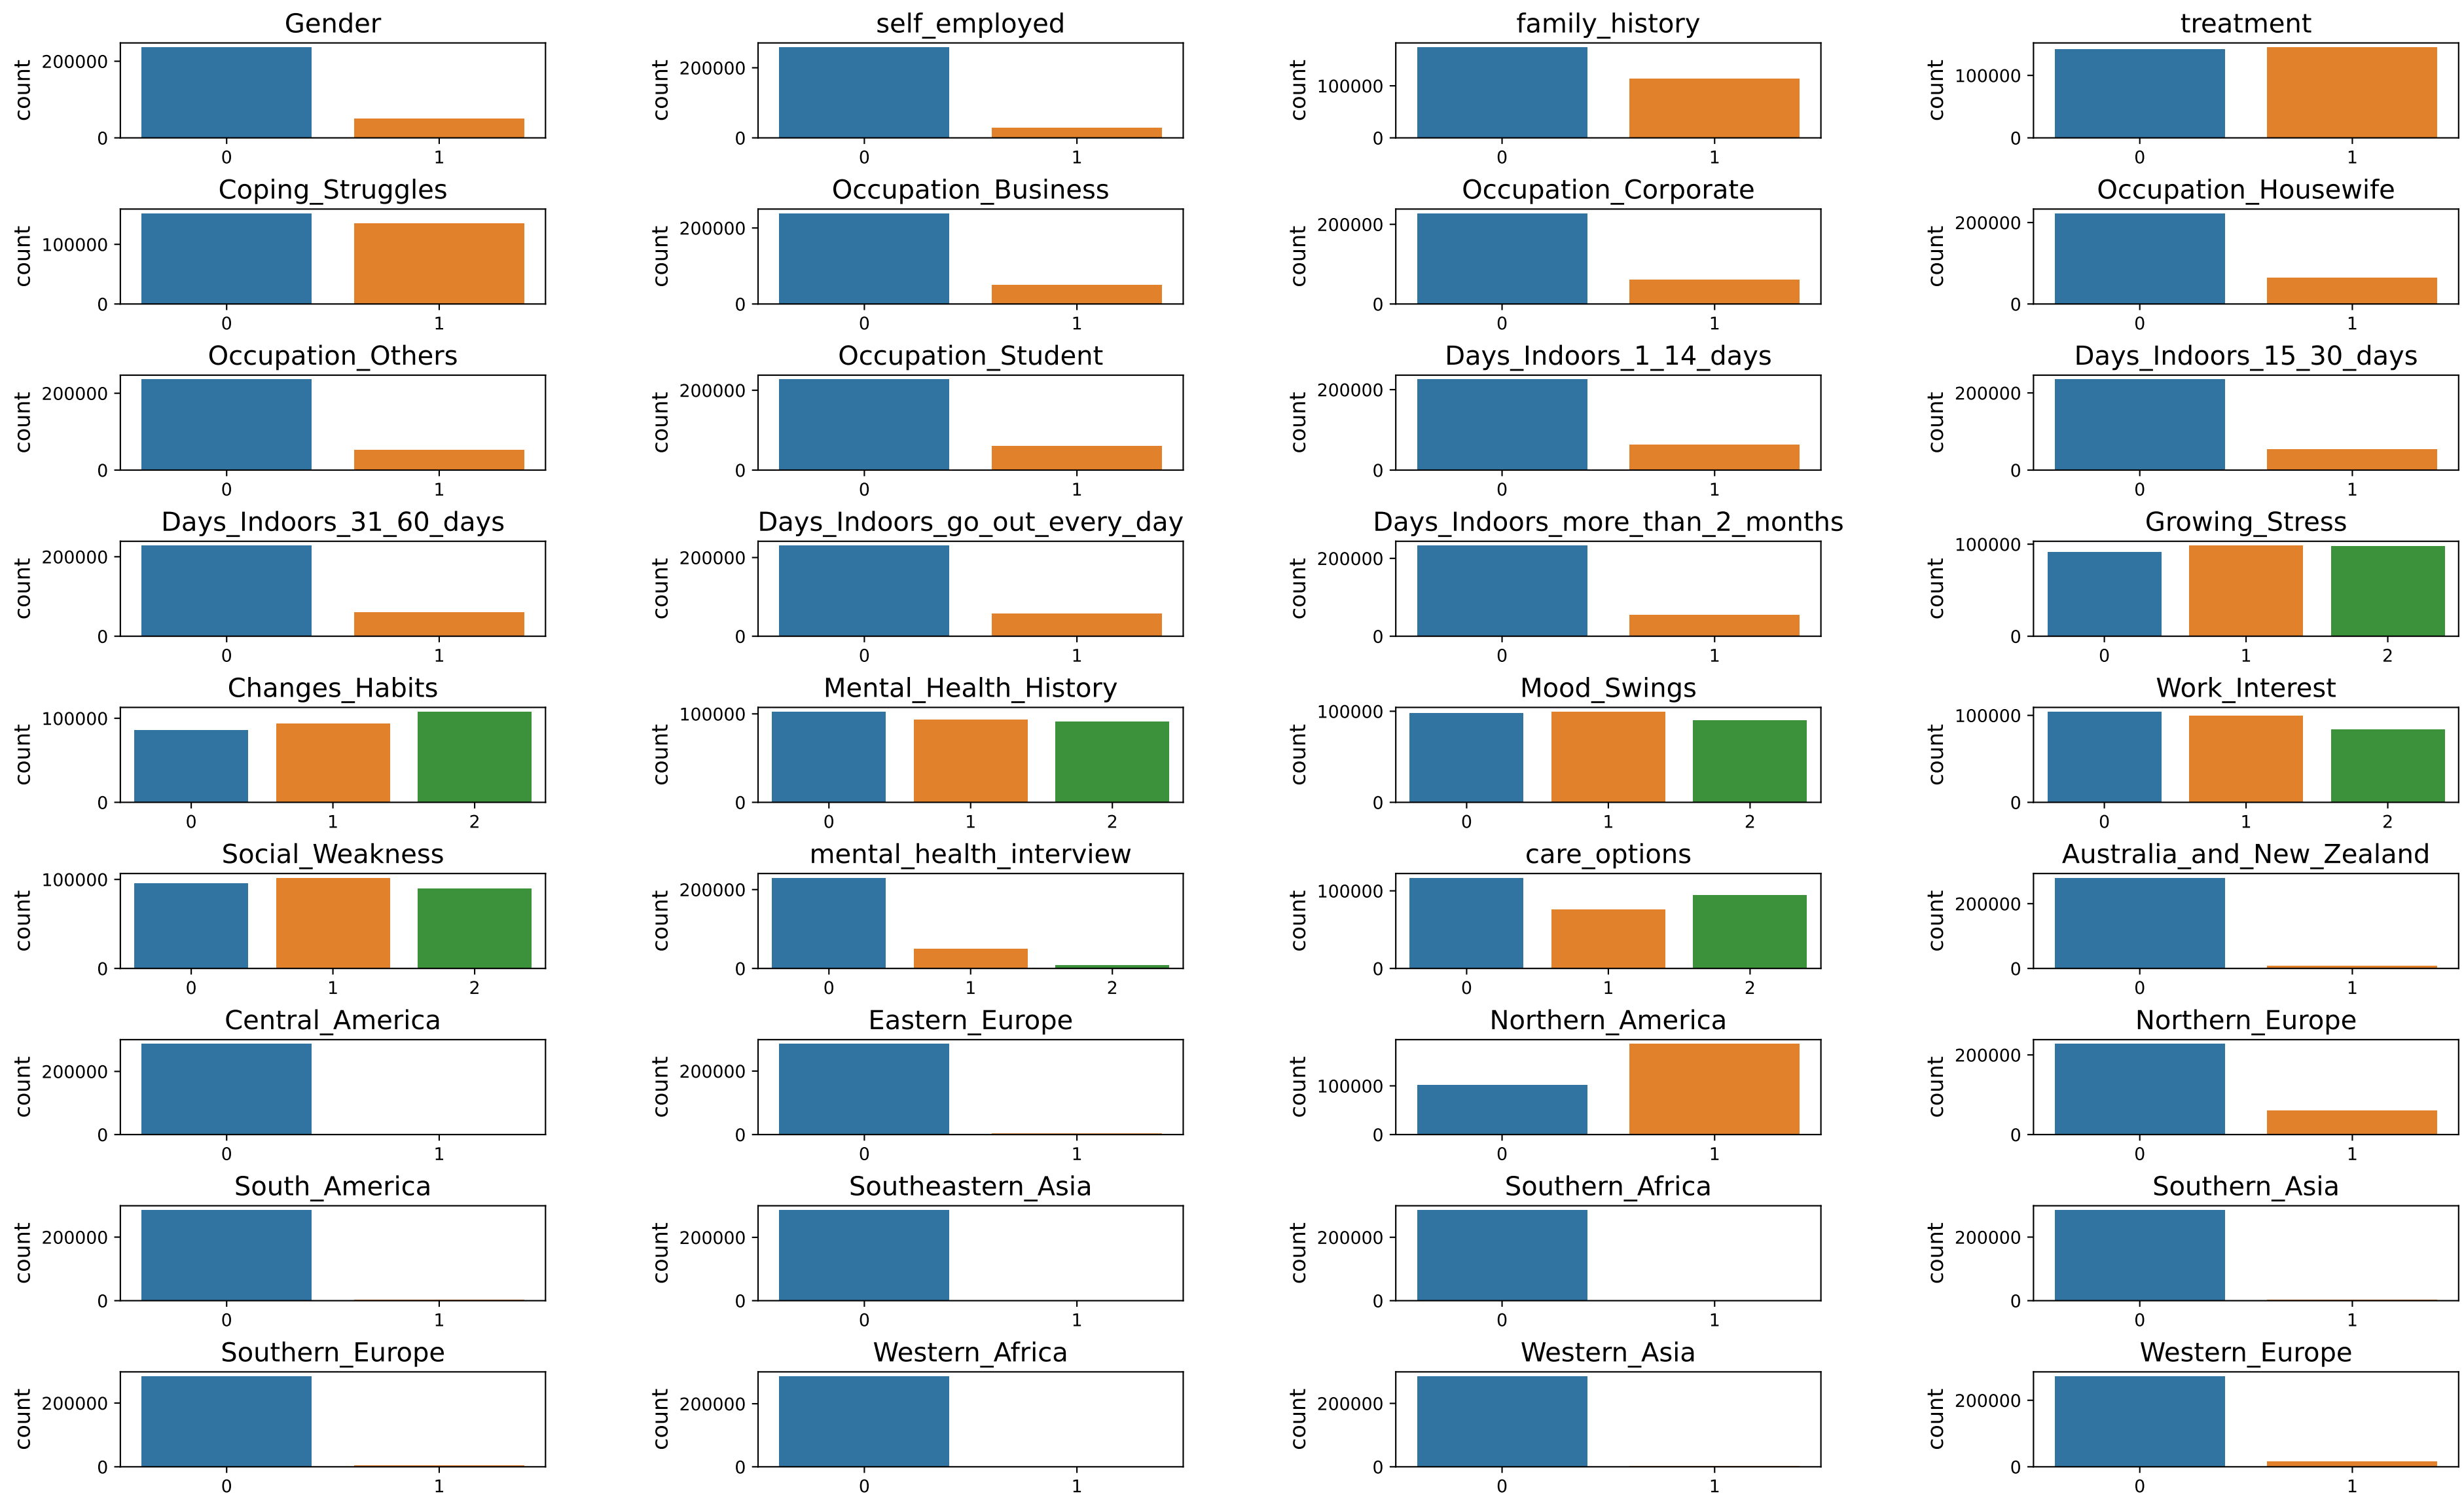 Gender self_employed family_history treatment
200000 200000 100000 100000
count count count count
0 0 0 0
0 1 0 1 0 1 0 1
Coping_Struggles Occupation_Business Occupation_Corporate Occupation_Housewife
100000 200000 200000 200000
count count count count
0 0 0 0
0 1 0 1 0 1 0 1
Occupation_Others Occupation_Student Days_Indoors_1_14_days Days_Indoors_15_30_days
200000 200000 200000 200000
count count count count
0 0 0 0
0 1 0 1 0 1 0 1
Days_Indoors_31_60_days Days_Indoors_go_out_every_day Days_Indoors_more_than_2_months Growing_Stress
200000 200000 200000 100000
count count count count
0 0 0 0
0 1 0 1 0 1 0 1 2
Changes_Habits Mental_Health_History Mood_Swings Work_Interest
100000 100000 100000 100000
count count count count
0 0 0 0
0 1 2 0 1 2 0 1 2 0 1 2
Social_Weakness mental_health_interview care_options Australia_and_New_Zealand
100000 200000 100000 200000
count count count count
0 0 0 0
0 1 2 0 1 2 0 1 2 0 1
Central_America Eastern_Europe Northern_America Northern_Europe
200000 200000 100000 200000
count count count count
0 0 0 0
0 1 0 1 0 1 0 1
South_America Southeastern_Asia Southern_Africa Southern_Asia
200000 200000 200000 200000
count count count count
0 0 0 0
0 1 0 1 0 1 0 1
Southern_Europe Western_Africa Western_Asia Western_Europe
200000 200000 200000 200000
count count count count
0 0 0 0
0 1 0 1 0 1 0 1